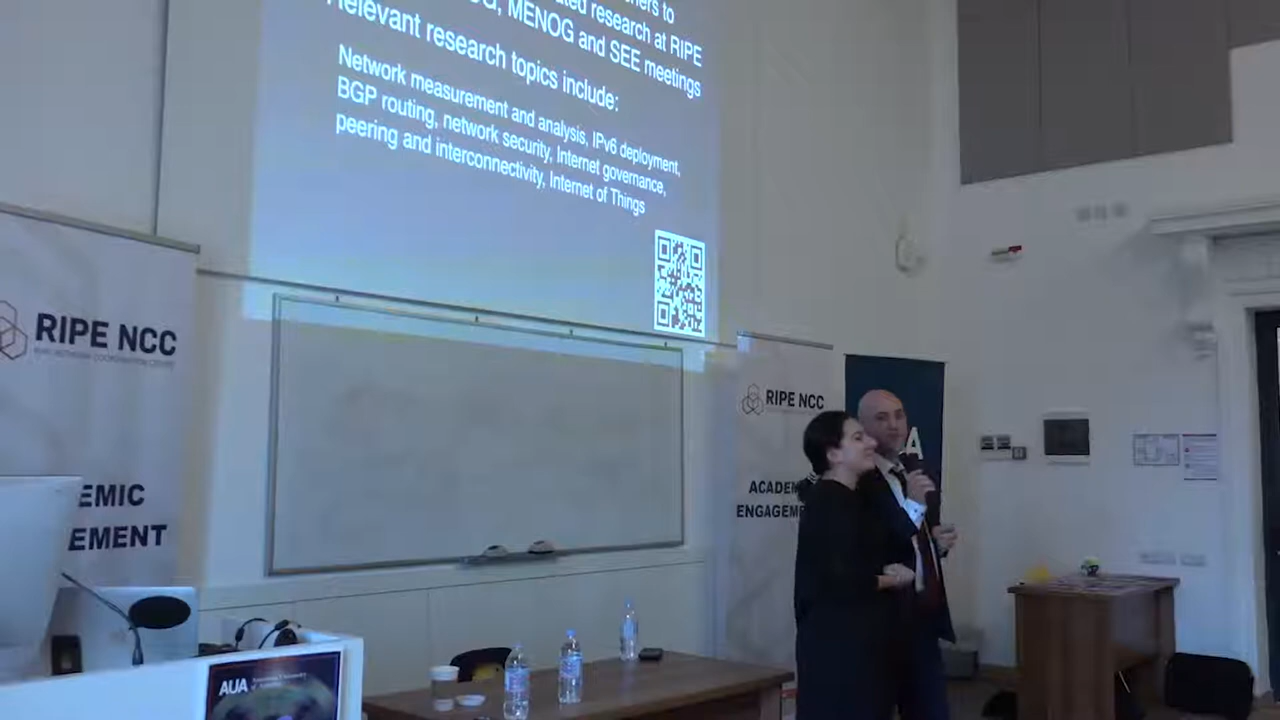 ated research at RIPE
MENOG and SEE meetings
Relevant research topics include:
Network measurement and analysis, IPv6 deployment,
BGP routing, network security, Internet governance,
peering and interconnectivity, Internet of Things
RIPE NCC
EMIC
EMENT
RIPE NCC
ACADEM
ENGAGEM
A
AUA